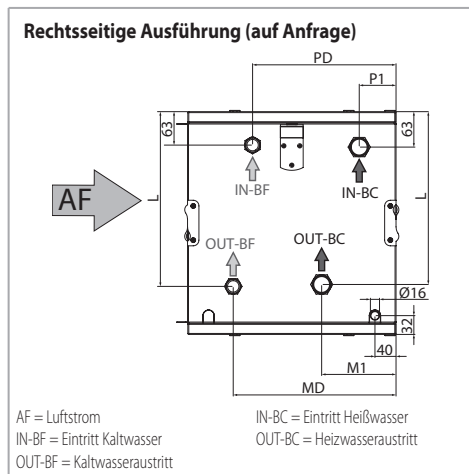 Rechtsseitige Ausführung (auf Anfrage)
PD
P1
63
63
IN-BF
IN-BC
L
L
AF
OUT-BF
OUT-BC
Ø16
32
40
M1
MD
AF = Luftstrom
IN-BF = Eintritt Kaltwasser
OUT-BF = Kaltwasseraustritt
IN-BC = Eintritt Heißwasser
OUT-BC = Heizwasseraustritt